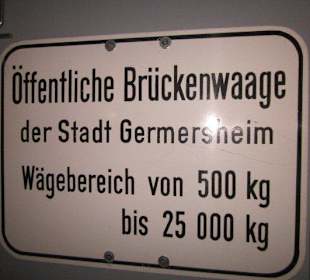 Öffentliche Brückenwaage
der Stadt Germersheim
Wägebereich von 500 kg
bis 25 000 kg